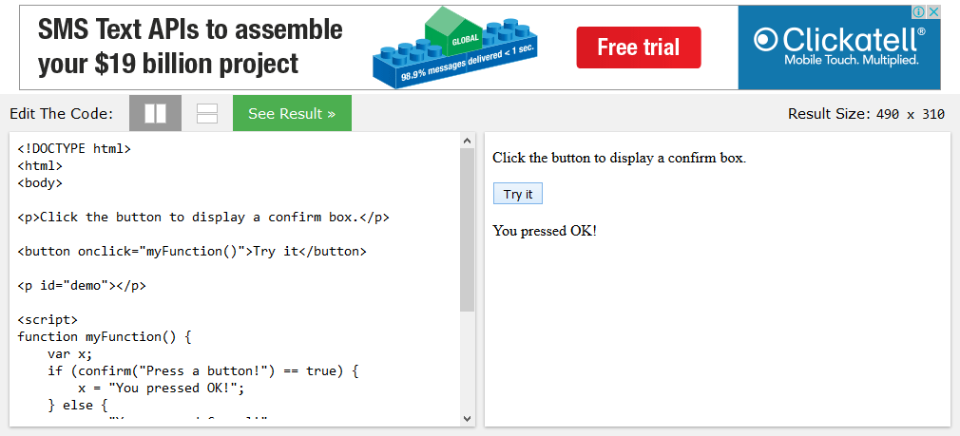 SMS Text APIs to assemble
your $19 billion project
GLOBAL
98.9% messages delivered < 1 sec.
Free trial
Clickatell®
Mobile Touch. Multiplied.
Edit The Code:
See Result »
Result Size: 490 x 310
<!DOCTYPE html>
<html>
<body>
<p>Click the button to display a confirm box.</p>
<button onclick="myFunction()">Try it</button>
<p id="demo"></p>
<script>
function myFunction() {
var x;
if (confirm("Press a button!") == true) {
x = "You pressed OK!";
} else {
Click the button to display a confirm box.
Try it
You pressed OK!